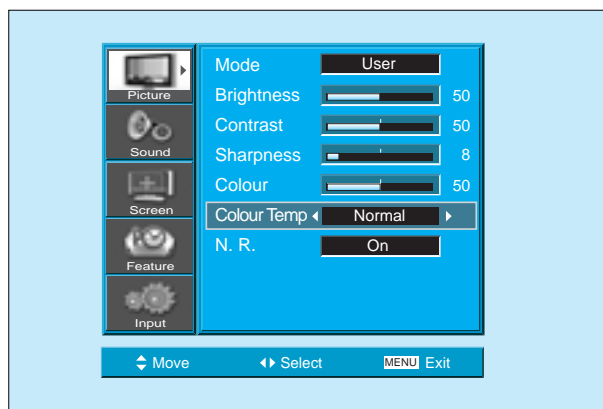 Picture
Sound
Screen
Feature
Input
Mode User
Brightness 50
Contrast 50
Sharpness 8
Colour 50
Colour Temp Normal
N. R. On
Move Select MENU Exit